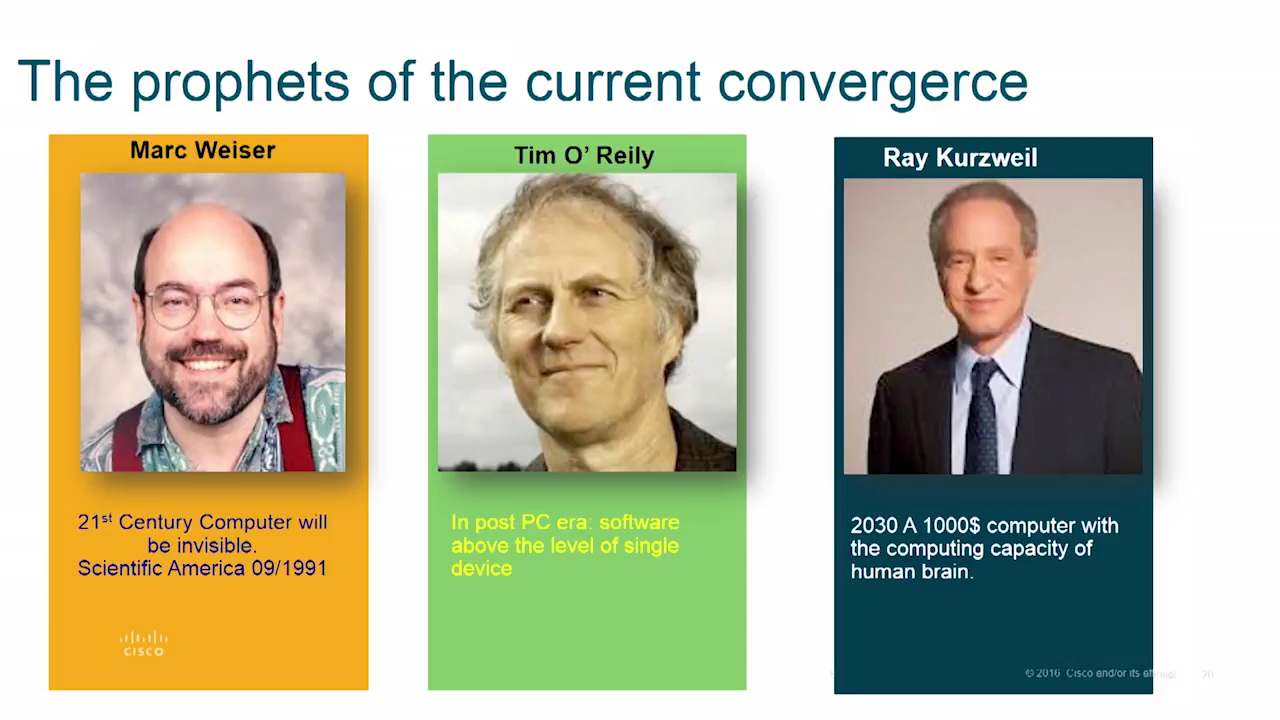 The prophets of the current convergerce
Marc Weiser
21st Century Computer will
be invisible.
Scientific America 09/1991
CISCO
Tim O' Reily
In post PC era: software
above the level of single
device
Ray Kurzweil
2030 A 1000$ computer with
the computing capacity of
human brain.
© 2016 Cisco and/or its